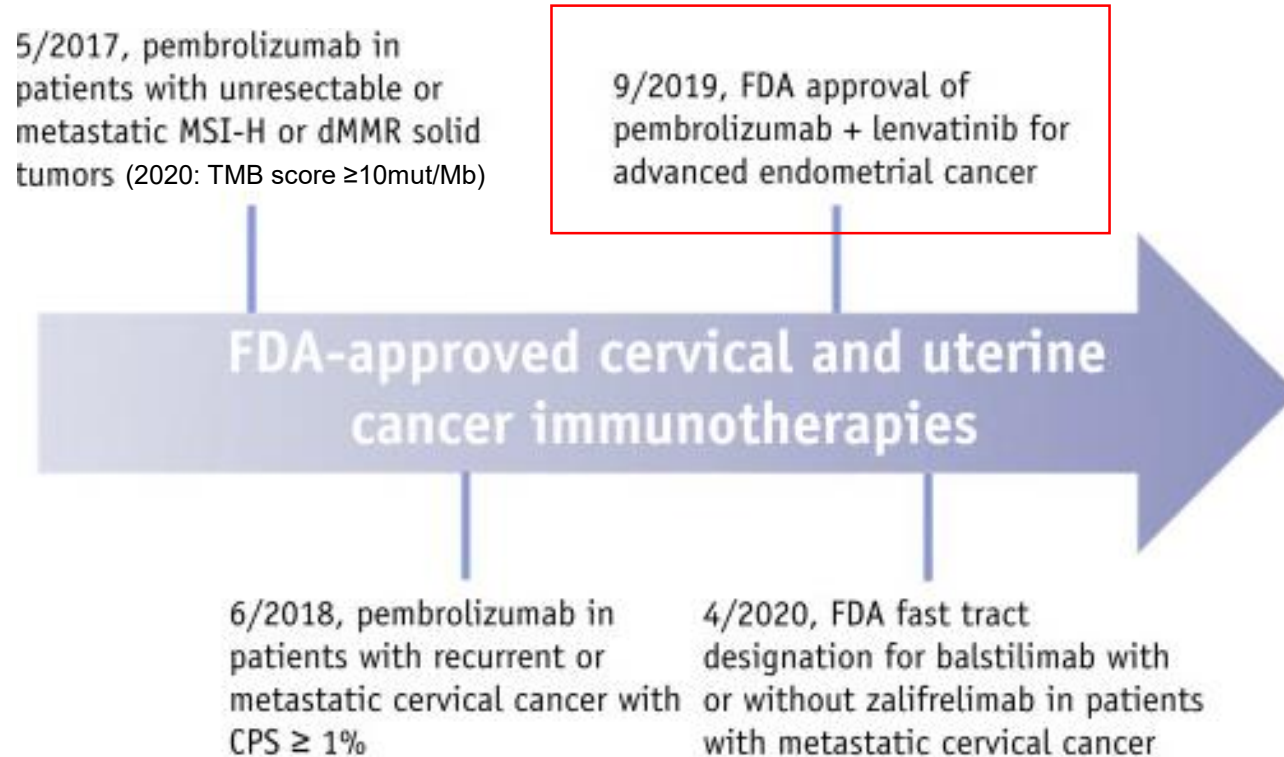 5/2017, pembrolizumab in
patients with unresectable or
metastatic MSI-H or dMMR solid
tumors (2020: TMB score ≥10mut/Mb)
9/2019, FDA approval of
pembrolizumab + lenvatinib for
advanced endometrial cancer
FDA-approved cervical and uterine
cancer immunotherapies
6/2018, pembrolizumab in
patients with recurrent or
metastatic cervical cancer with
CPS ≥ 1%
4/2020, FDA fast tract
designation for balstilimab with
or without zalifrelimab in patients
with metastatic cervical cancer